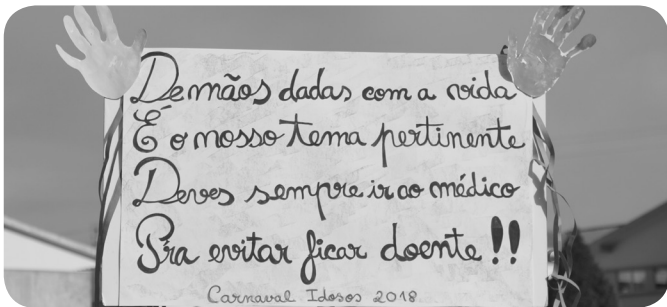 De mãos dadas com a vida
É o nosso tema pertinente
Deves sempre ir ao médico
Pra evitar ficar doente!!
Carnaval Idosos 2018.